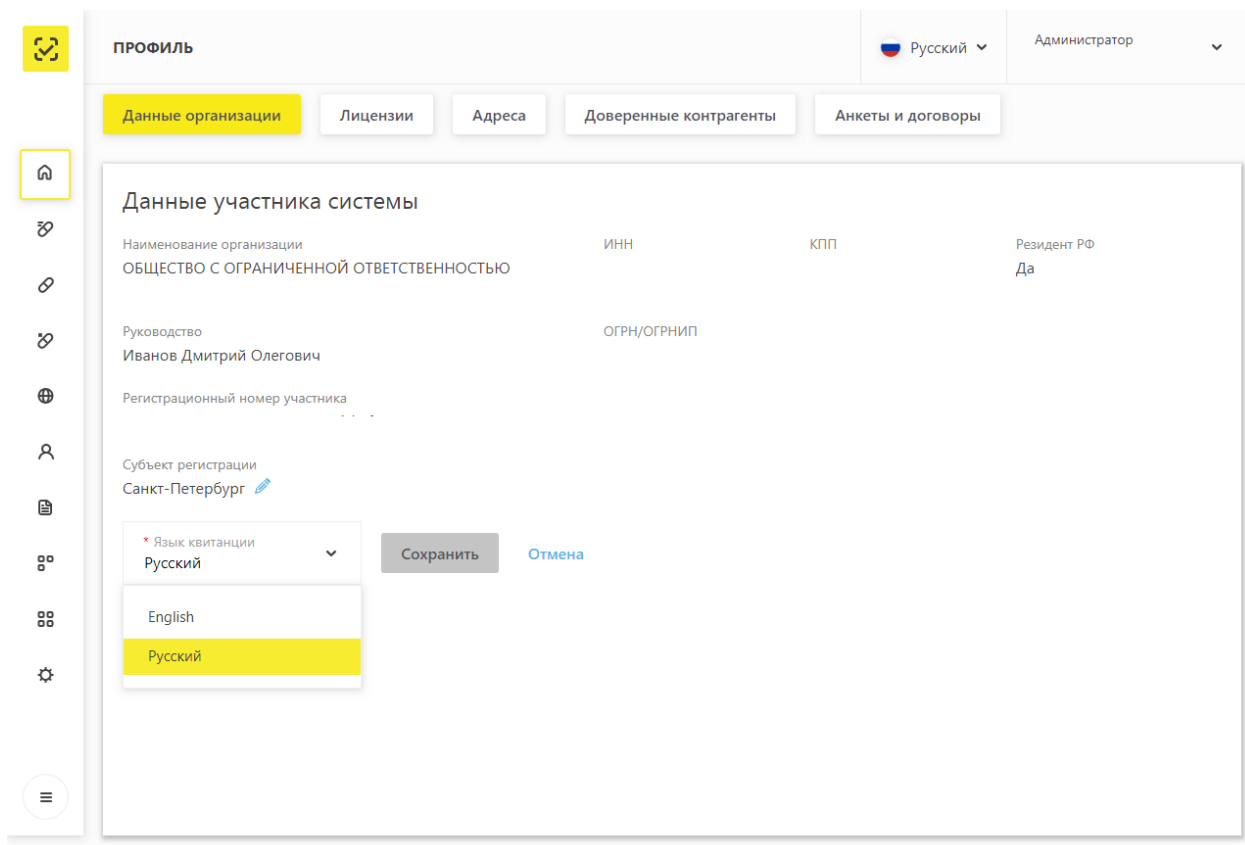 ПРОФИЛЬ
Русский
Администратор
Данные организации
Лицензии
Адреса
Доверенные контрагенты
Анкеты и договоры
Данные участника системы
Наименование организации
ИНН
КПП
Резидент РФ
ОБЩЕСТВО С ОГРАНИЧЕННОЙ ОТВЕТСТВЕННОСТЬЮ
Да
Руководство
ОГРН/ОГРНИП
Иванов Дмитрий Олегович
Регистрационный номер участника
Субъект регистрации
Санкт-Петербург
* Язык квитанции
Русский
Сохранить
Отмена
English
Русский